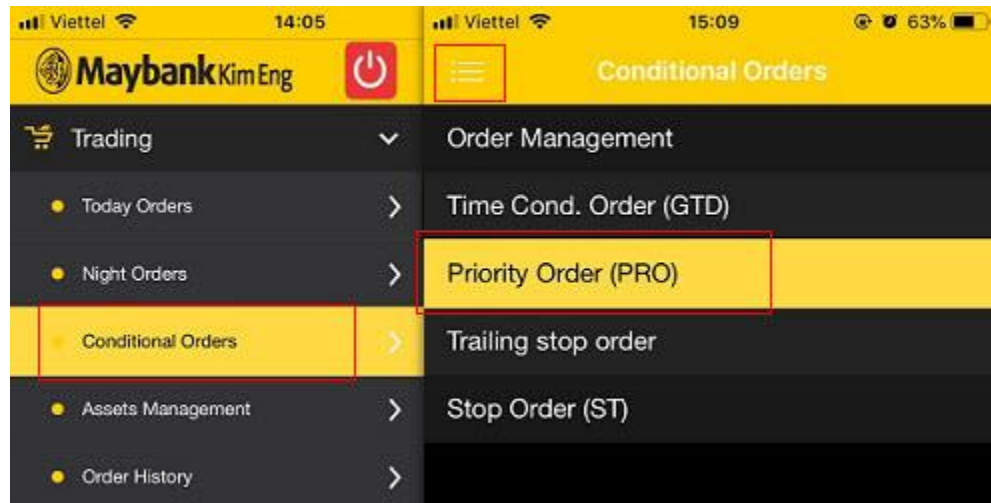 Viettel 14:05
Maybank Kim Eng
Trading
Today Orders
Night Orders
Conditional Orders
Assets Management
Order History
Viettel 15:09 63%
Conditional Orders
Order Management
Time Cond. Order (GTD)
Priority Order (PRO)
Trailing stop order
Stop Order (ST)